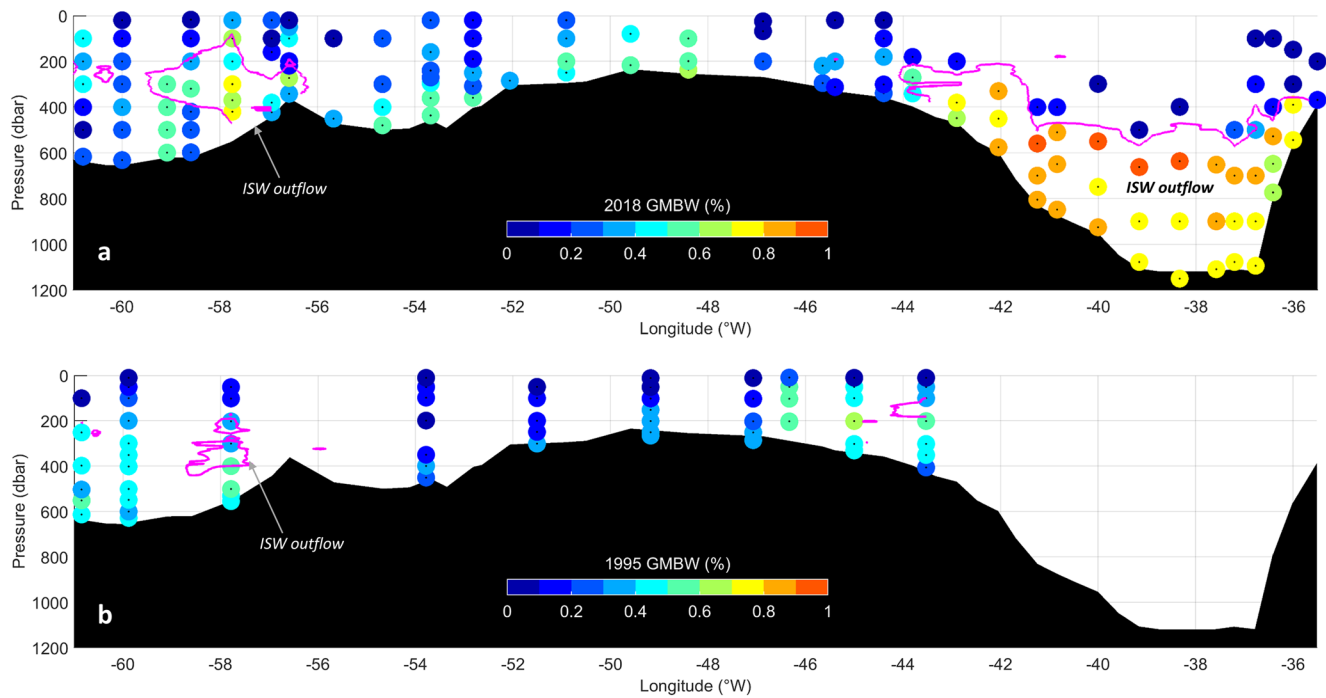 0
200
400
600
800
1000
1200
Pressure (dbar)
ISW outflow
ISW outflow
2018 GMBW (%)
0 0.2 0.4 0.6 0.8 1
a
-60 -58 -56 -54 -52 -50 -48 -46 -44 -42 -40 -38 -36
Longitude (°W)
0
200
400
600
800
1000
1200
Pressure (dbar)
ISW outflow
1995 GMBW (%)
0 0.2 0.4 0.6 0.8 1
b
-60 -58 -56 -54 -52 -50 -48 -46 -44 -42 -40 -38 -36
Longitude (°W)